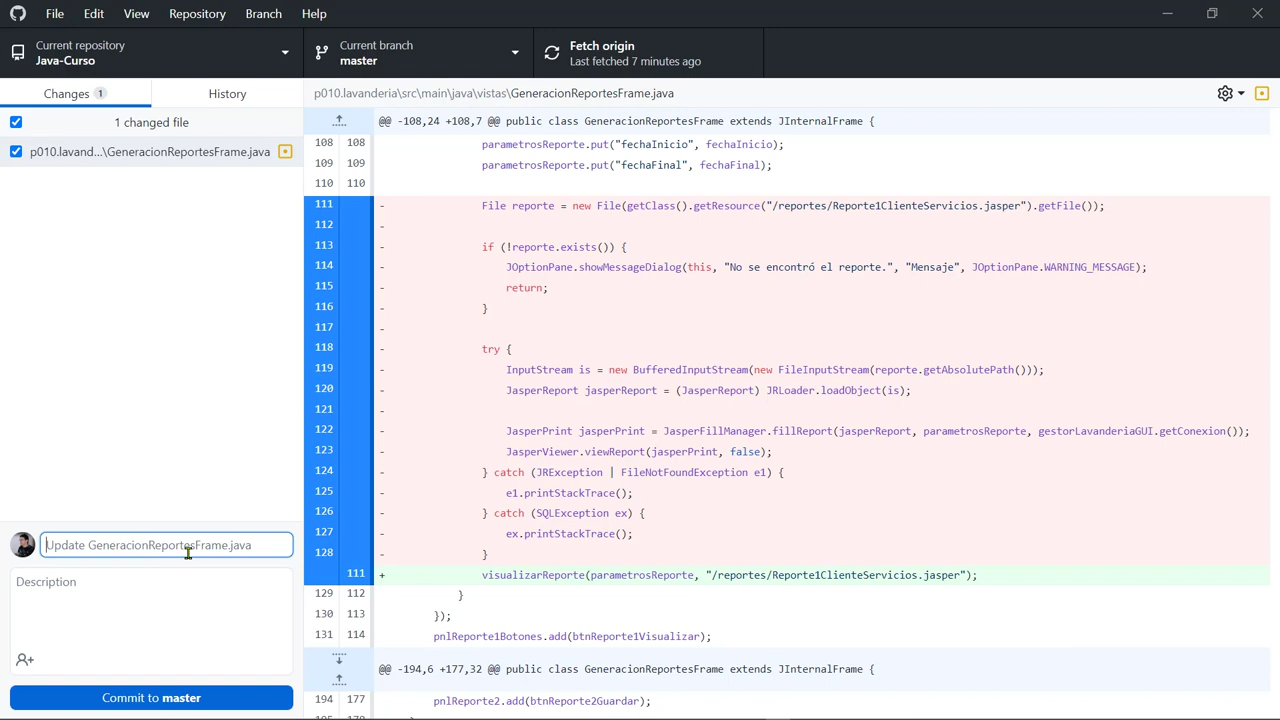 File Edit View Repository Branch Help
Current repository
Java-Curso
Current branch
master
Fetch origin
Last fetched 7 minutes ago
Changes 1 History
p010.lavanderia\src\main\java\vistas\GeneracionReportesFrame.java
1 changed file
p010.lavand...\GeneracionReportesFrame.java
@@ -108,24 +108,7 @@ public class GeneracionReportesFrame extends JInternalFrame {
108 108 parametrosReporte.put("fechaInicio", fechaInicio);
109 109 parametrosReporte.put("fechaFinal", fechaFinal);
110 110
111 - File reporte = new File(getClass().getResource("/reportes/Reporte1ClienteServicios.jasper").getFile());
112 -
113 - if (!reporte.exists()) {
114 - JOptionPane.showMessageDialog(this, "No se encontró el reporte.", "Mensaje", JOptionPane.WARNING_MESSAGE);
115 - return;
116 - }
117 -
118 - try {
119 - InputStream is = new BufferedInputStream(new FileInputStream(reporte.getAbsolutePath()));
120 - JasperReport jasperReport = (JasperReport) JRLoader.loadObject(is);
121 -
122 - JasperPrint jasperPrint = JasperFillManager.fillReport(jasperReport, parametrosReporte, gestorLavanderiaGUI.getConexion());
123 - JasperViewer.viewReport(jasperPrint, false);
124 - } catch (JRException | FileNotFoundException e1) {
125 - e1.printStackTrace();
126 - } catch (SQLException ex) {
127 - ex.printStackTrace();
128 - }
111 + visualizarReporte(parametrosReporte, "/reportes/Reporte1ClienteServicios.jasper");
129 112 }
130 113 });
131 114 pnlReporte1Botones.add(btnReporte1Visualizar);
@@ -194,6 +177,32 @@ public class GeneracionReportesFrame extends JInternalFrame {
194 177 pnlReporte2.add(btnReporte2Guardar);
Update GeneracionReportesFrame.java
Description
Commit to master